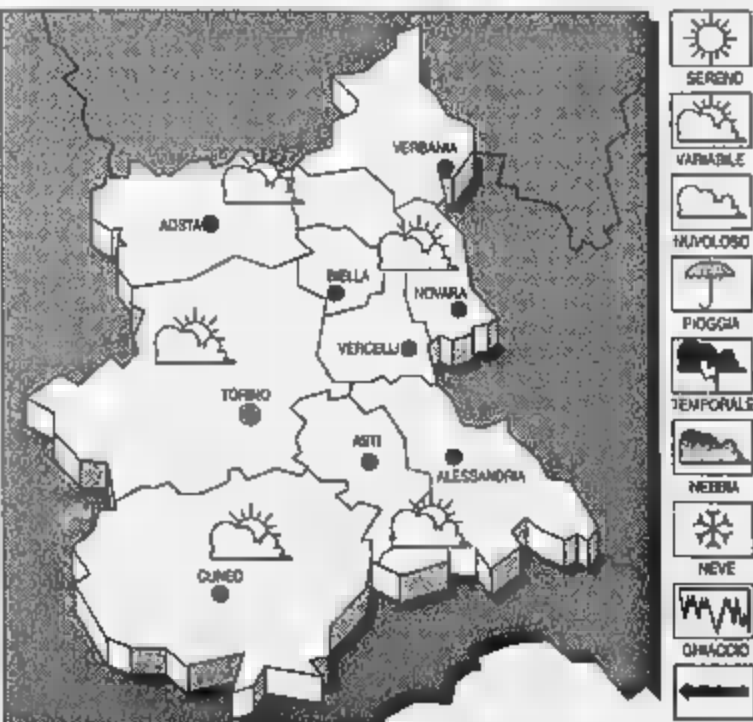 VERBANIA
AOSTA
BIELLA
NOVARA
VERCELLI
TORINO
ASTI
ALESSANDRIA
CUNEO
SERENO
VARIABILE
NUVOLOSO
PIOGGIA
TEMPORALE
NEBBIA
NEVE
GHIACCIO